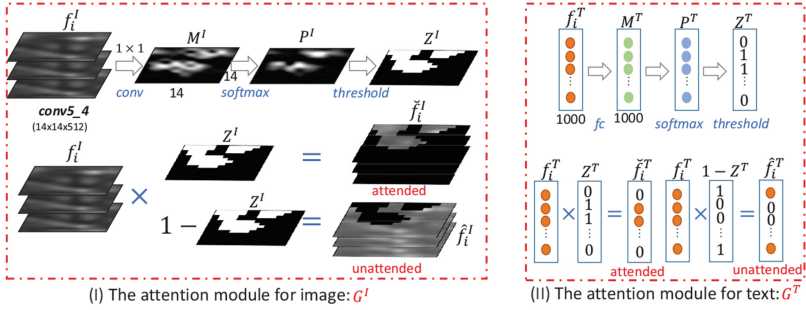 f_i^I
1 × 1
M^I
P^I
Z^I
conv
14
14
softmax
threshold
conv5_4
(14x14x512)
f_i^I
×
Z^I
=
f̆_i^I
attended
1 −
Z^I
=
f̂_i^I
unattended
(I) The attention module for image: G^I
f_i^T
M^T
P^T
Z^T
0
1
1
⋮
0
1000
fc
1000
softmax
threshold
f_i^T
Z^T
f̆_i^T
f_i^T
1 − Z^T
f̂_i^T
×
0
1
1
⋮
0
=
0
⋮
0
×
1
0
0
⋮
1
=
0
0
⋮
attended
unattended
(II) The attention module for text: G^T